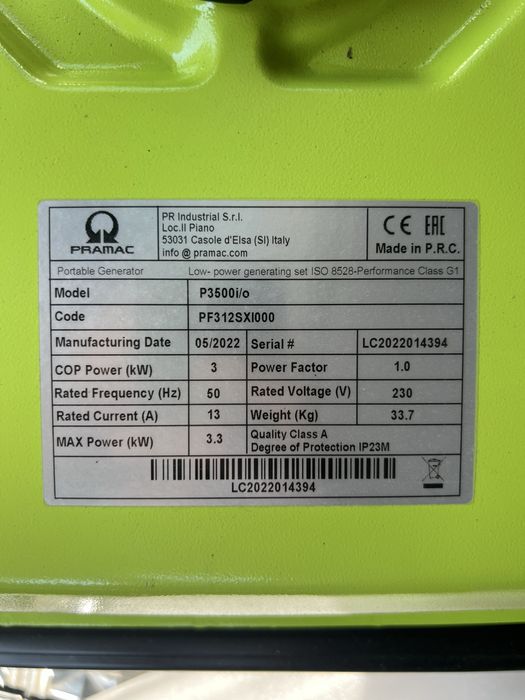 PRAMAC
PR Industrial S.r.l.
Loc.Il Piano
53031 Casole d'Elsa (SI) Italy
info @ pramac.com
CE EAC
Made in P.R.C.
Portable Generator Low- power generating set ISO 8528-Performance Class G1
Model P3500i/o
Code PF312SXI000
Manufacturing Date 05/2022 Serial # LC2022014394
COP Power (kW) 3 Power Factor 1.0
Rated Frequency (Hz) 50 Rated Voltage (V) 230
Rated Current (A) 13 Weight (Kg) 33.7
MAX Power (kW) 3.3 Quality Class A
Degree of Protection IP23M
LC2022014394